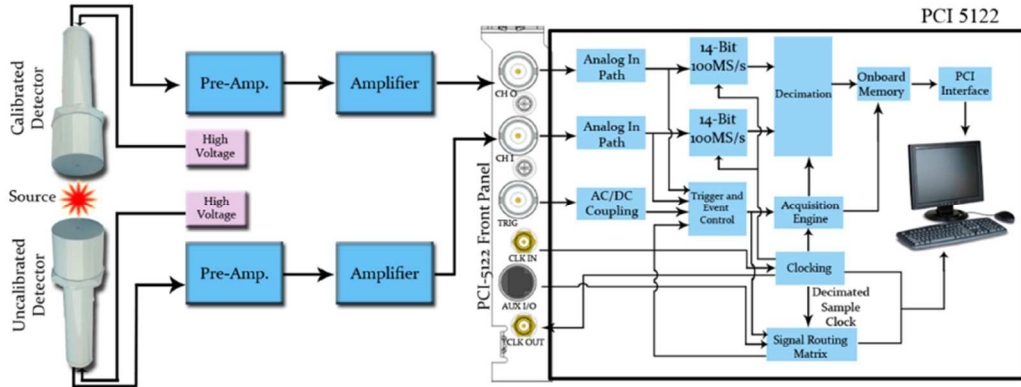 PCI 5122
Calibrated
Detector
Pre-Amp.
Amplifier
High
Voltage
Source
High
Voltage
Uncalibrated
Detector
Pre-Amp.
Amplifier
PCI-5122 Front Panel
CH 0
CH I
TRIG
CLK IN
AUX I/O
CLK OUT
Analog In
Path
14-Bit
100MS/s
Decimation
Onboard
Memory
PCI
Interface
Analog In
Path
14-Bit
100MS/s
AC/DC
Coupling
Trigger and
Event
Control
Acquisition
Engine
Clocking
Decimated
Sample
Clock
Signal Routing
Matrix